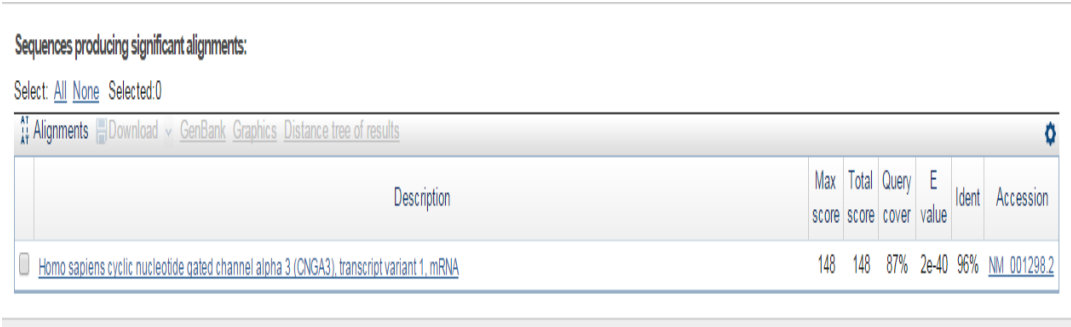 Sequences producing significant alignments:
Select: All None Selected:0
Alignments Download GenBank Graphics Distance tree of results
Description Max score Total score Query cover E value Ident Accession
Homo sapiens cyclic nucleotide gated channel alpha 3 (CNGA3), transcript variant 1, mRNA 148 148 87% 2e-40 96% NM_001298.2